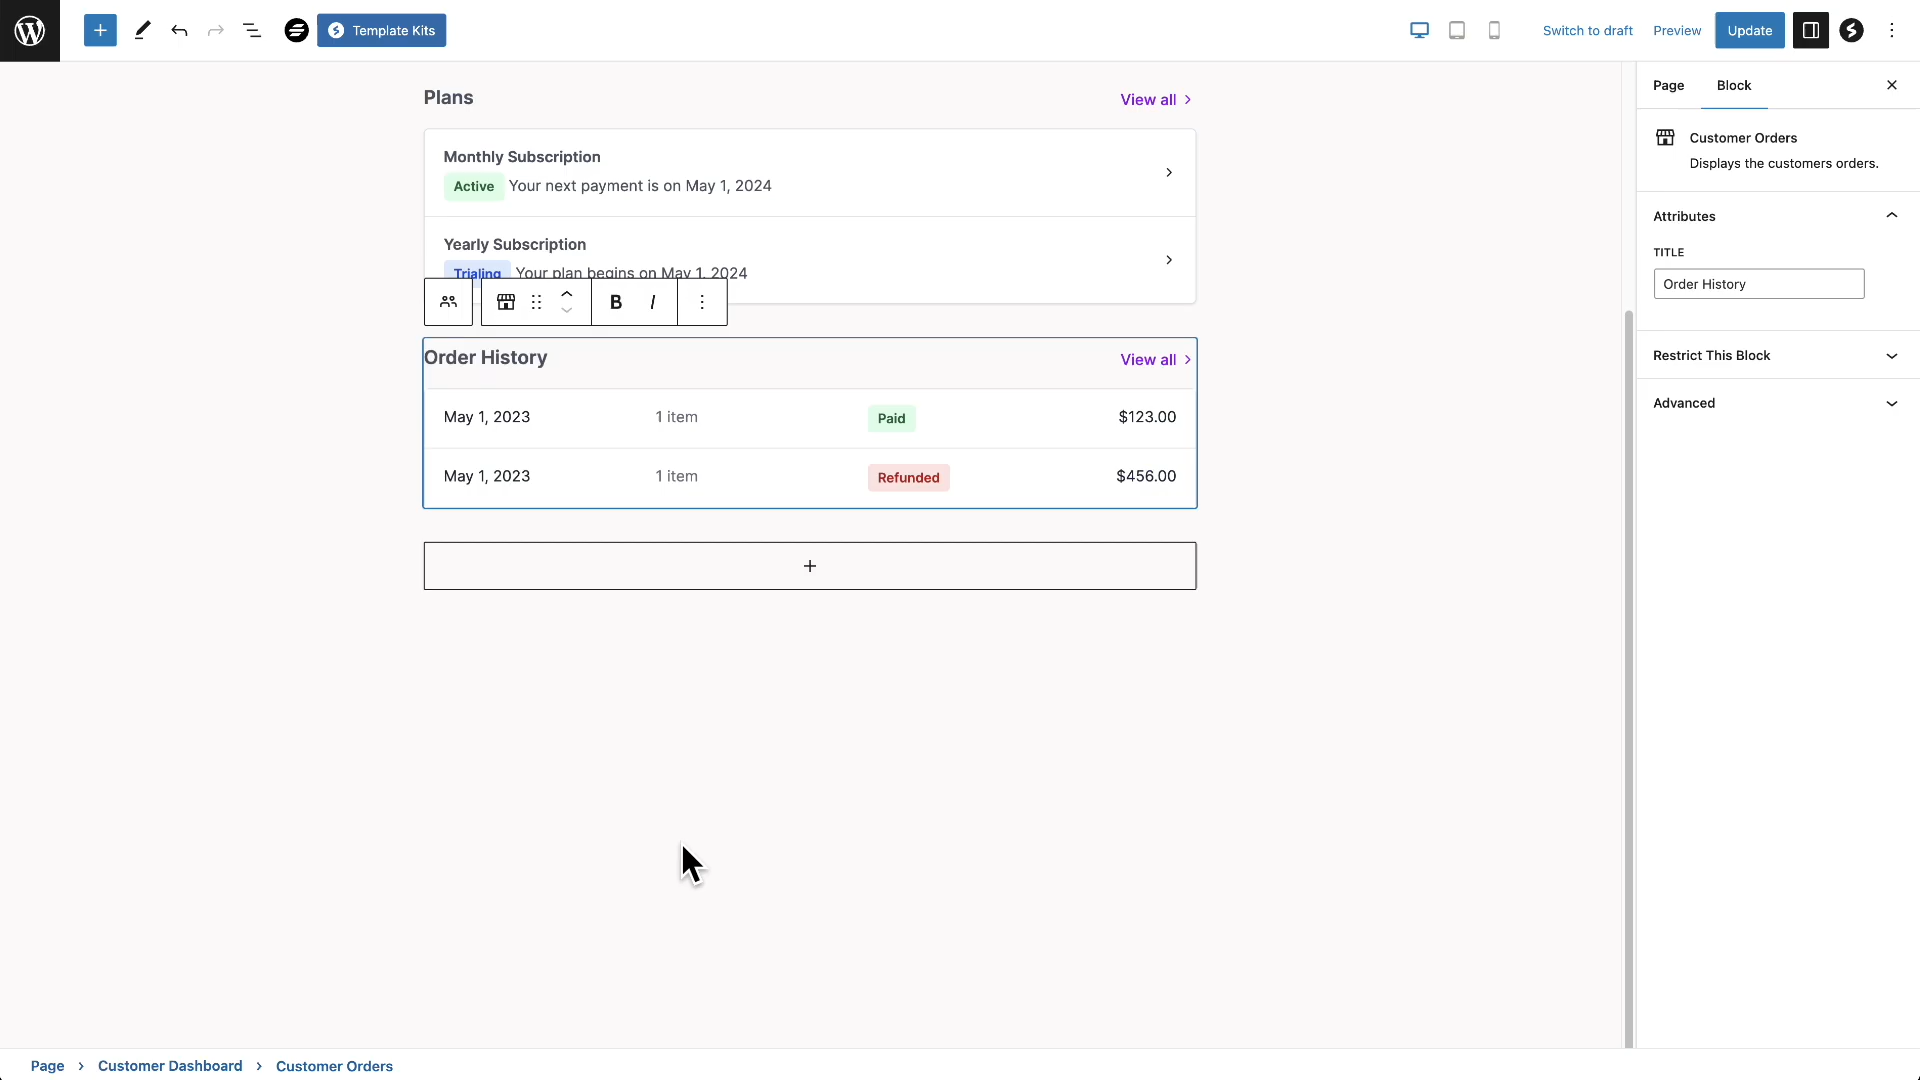 Template Kits
Switch to draft
Preview
Update
Plans
View all
Monthly Subscription
Active Your next payment is on May 1, 2024
Yearly Subscription
Trialing Your plan begins on May 1, 2024
B I
Order History
View all
May 1, 2023 1 item Paid $123.00
May 1, 2023 1 item Refunded $456.00
Page Block
Customer Orders
Displays the customers orders.
Attributes
TITLE
Order History
Restrict This Block
Advanced
Page > Customer Dashboard > Customer Orders